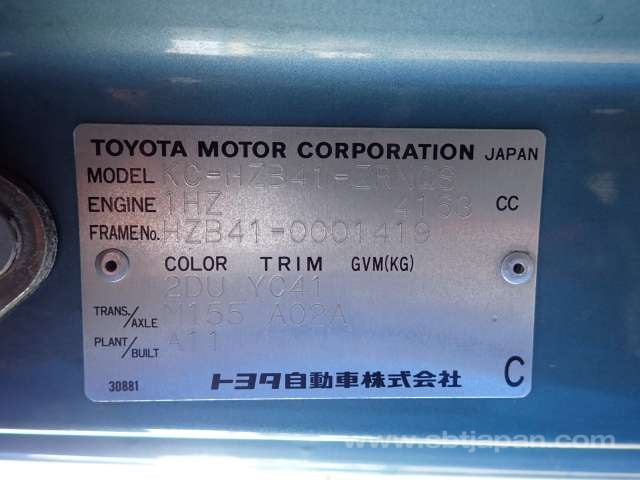 TOYOTA MOTOR CORPORATION JAPAN
MODEL KC-HZB41-ZRMQS
ENGINE 1HZ 4163 CC
FRAME No. HZB41-0001419
COLOR TRIM GVM(KG)
2DU YC41
TRANS./AXLE M155 A02A
PLANT/BUILT A11
30881 トヨタ自動車株式会社 C
www.sbtjapan.com